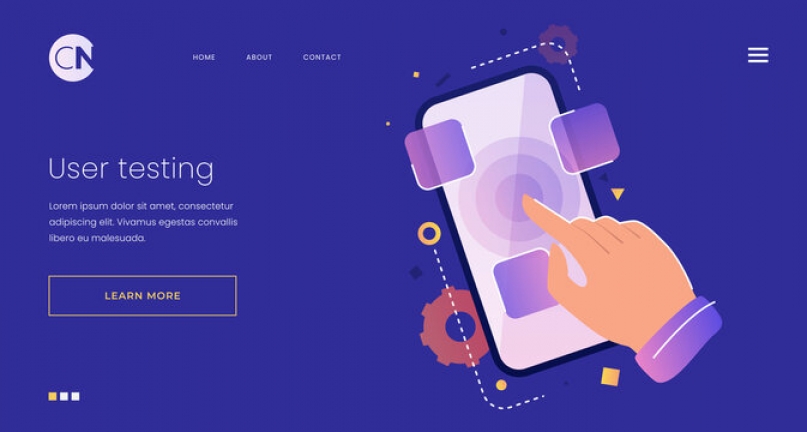 CN
HOME ABOUT CONTACT
User testing
Lorem ipsum dolor sit amet, consectetur
adipiscing elit. Vivamus egestas convallis
libero eu malesuada.
LEARN MORE